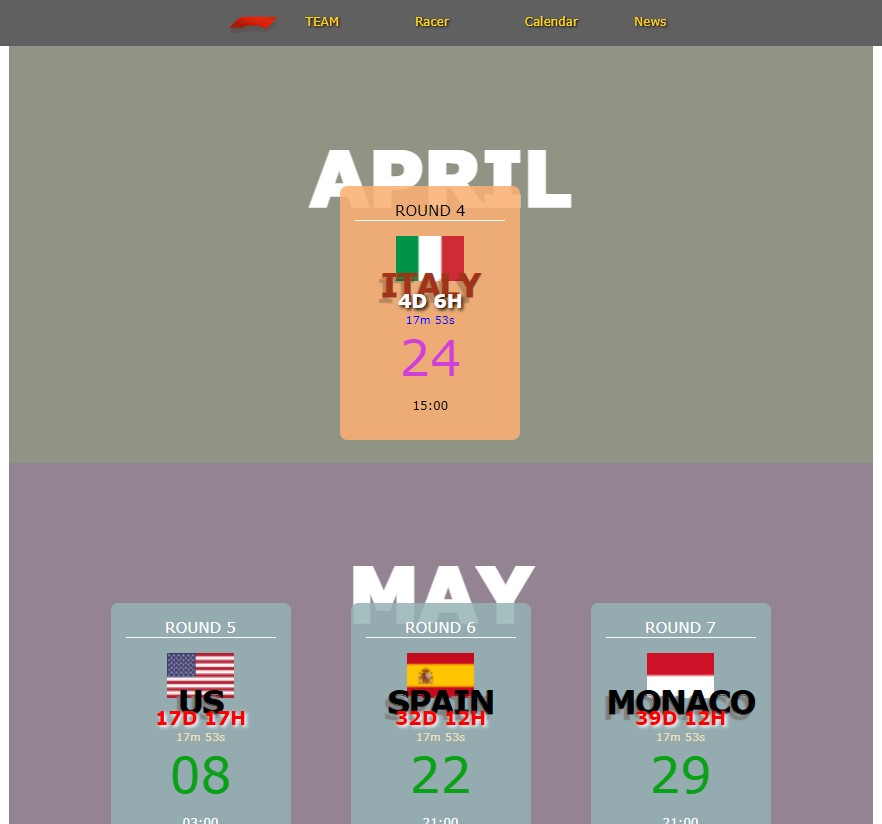 TEAM Racer Calendar News
APRIL
ROUND 4
ITALY
4D 6H
17m 53s
24
15:00
MAY
ROUND 5
US
17D 17H
17m 53s
08
03:00
ROUND 6
SPAIN
32D 12H
17m 53s
22
21:00
ROUND 7
MONACO
39D 12H
17m 53s
29
21:00